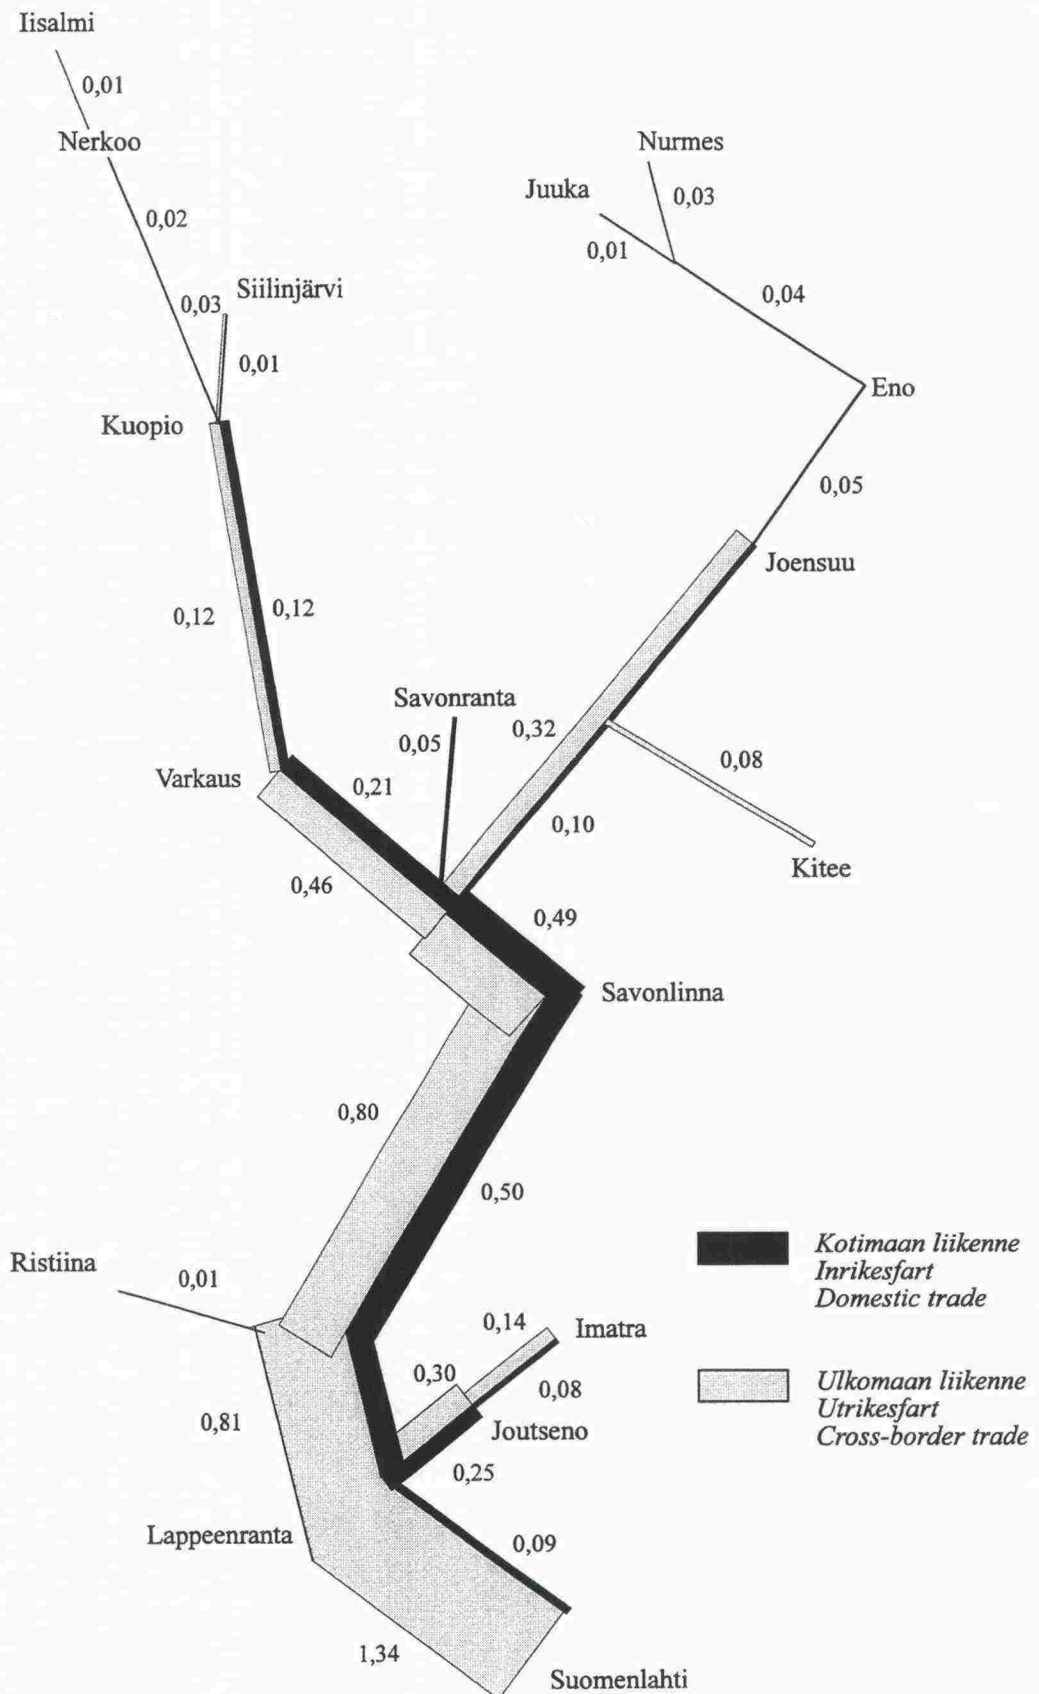 Iisalmi
0,01
Nerkoo
Nurmes
Juuka
0,03
0,02
0,01
Siilinjärvi
0,03
0,04
0,01
Eno
Kuopio
0,05
Joensuu
0,12
0,12
Savonranta
0,32
0,05
0,08
Varkaus
0,21
0,10
Kitee
0,46
0,49
Savonlinna
0,80
0,50
Kotimaan liikenne
Inrikesfart
Domestic trade
Ristiina
0,01
0,14
Imatra
0,30
0,08
Ulkomaan liikenne
Utrikesfart
Cross-border trade
0,81
Joutseno
0,25
Lappeenranta
0,09
1,34
Suomenlahti